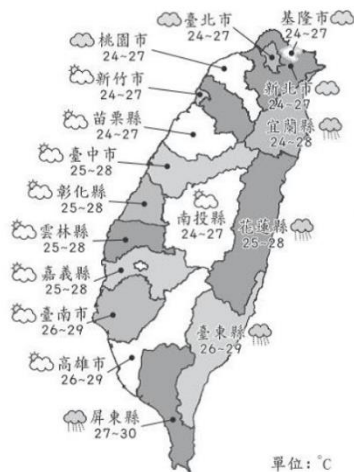 臺北市
24~27
基隆市
24~27
桃園市
24~27
新北市
24~27
新竹市
24~27
宜蘭縣
24~28
苗栗縣
24~27
臺中市
25~28
彰化縣
25~28
南投縣
24~27
花蓮縣
25~28
雲林縣
25~28
嘉義縣
25~28
臺南市
26~29
臺東縣
26~29
高雄市
26~29
屏東縣
27~30
單位：°C